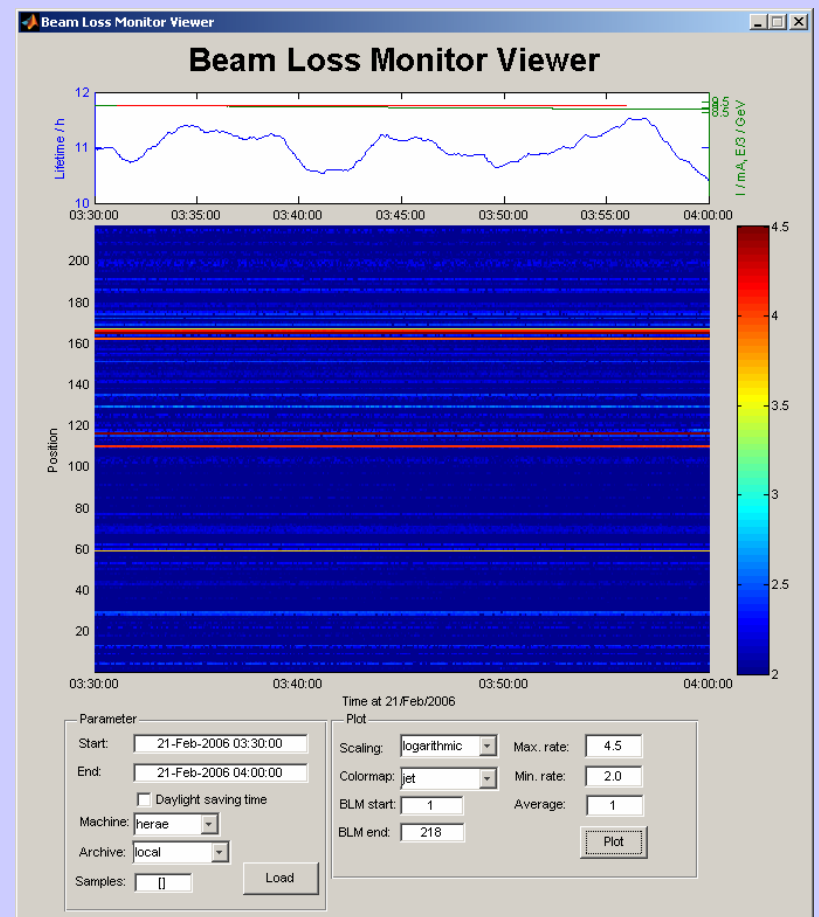 Beam Loss Monitor Viewer
Beam Loss Monitor Viewer
12
11
10
Lifetime / h
9.5
8.5
I / mA, E/3 / GeV
03:30:00 03:35:00 03:40:00 03:45:00 03:50:00 03:55:00 04:00:00
200
180
160
140
120
100
80
60
40
20
Position
4.5
4
3.5
3
2.5
2
03:30:00 03:40:00 03:50:00 04:00:00
Time at 21/Feb/2006
Parameter
Start: 21-Feb-2006 03:30:00
End: 21-Feb-2006 04:00:00
Daylight saving time
Machine: herae
Archive: local
Samples: []
Load
Plot
Scaling: logarithmic
Max. rate: 4.5
Colormap: jet
Min. rate: 2.0
BLM start: 1
Average: 1
BLM end: 218
Plot